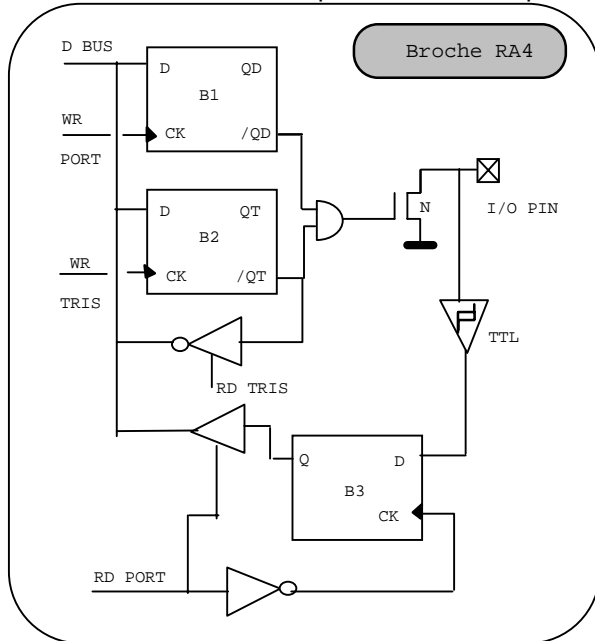 Broche RA4
D BUS
D QD
B1
WR
CK /QD
PORT
D QT
N
I/O PIN
B2
WR
CK /QT
TRIS
TTL
RD TRIS
Q D
B3
CK
RD PORT